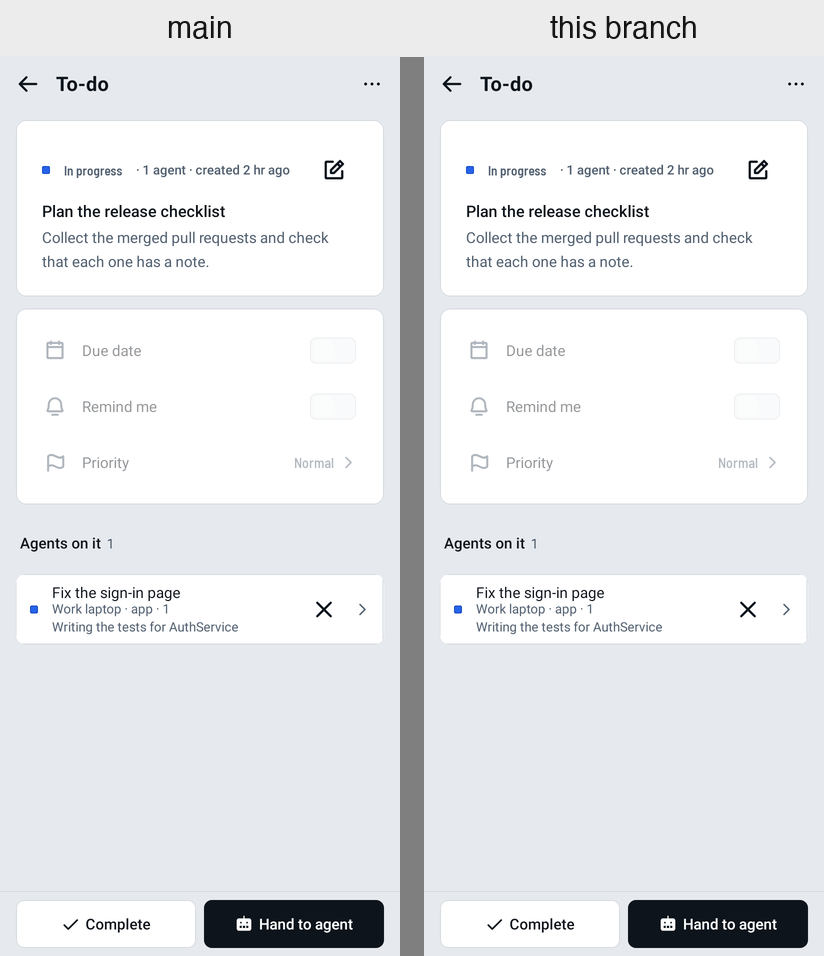 main
this branch
To-do
In progress · 1 agent · created 2 hr ago
Plan the release checklist
Collect the merged pull requests and check
that each one has a note.
Due date
Remind me
Priority Normal
Agents on it 1
Fix the sign-in page
Work laptop · app · 1
Writing the tests for AuthService
Complete
Hand to agent
To-do
In progress · 1 agent · created 2 hr ago
Plan the release checklist
Collect the merged pull requests and check
that each one has a note.
Due date
Remind me
Priority Normal
Agents on it 1
Fix the sign-in page
Work laptop · app · 1
Writing the tests for AuthService
Complete
Hand to agent